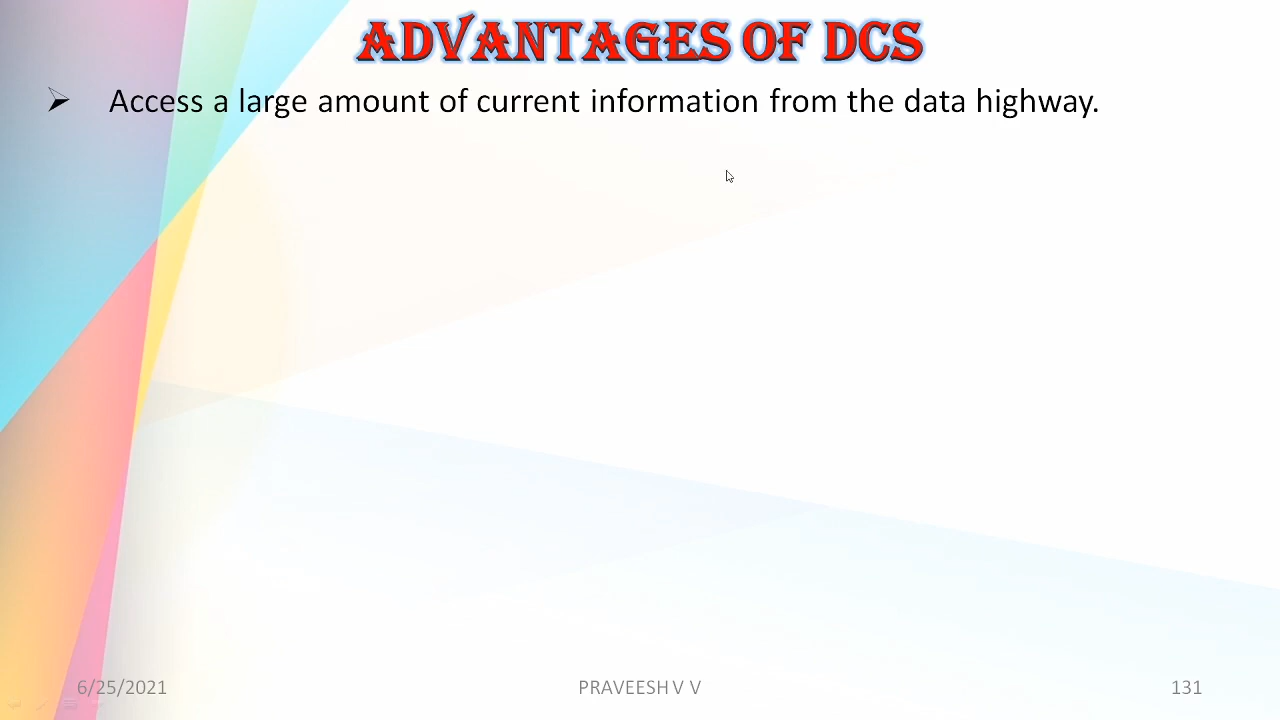 ADVANTAGES OF DCS
➢ Access a large amount of current information from the data highway.
6/25/2021
PRAVEESH V V
131